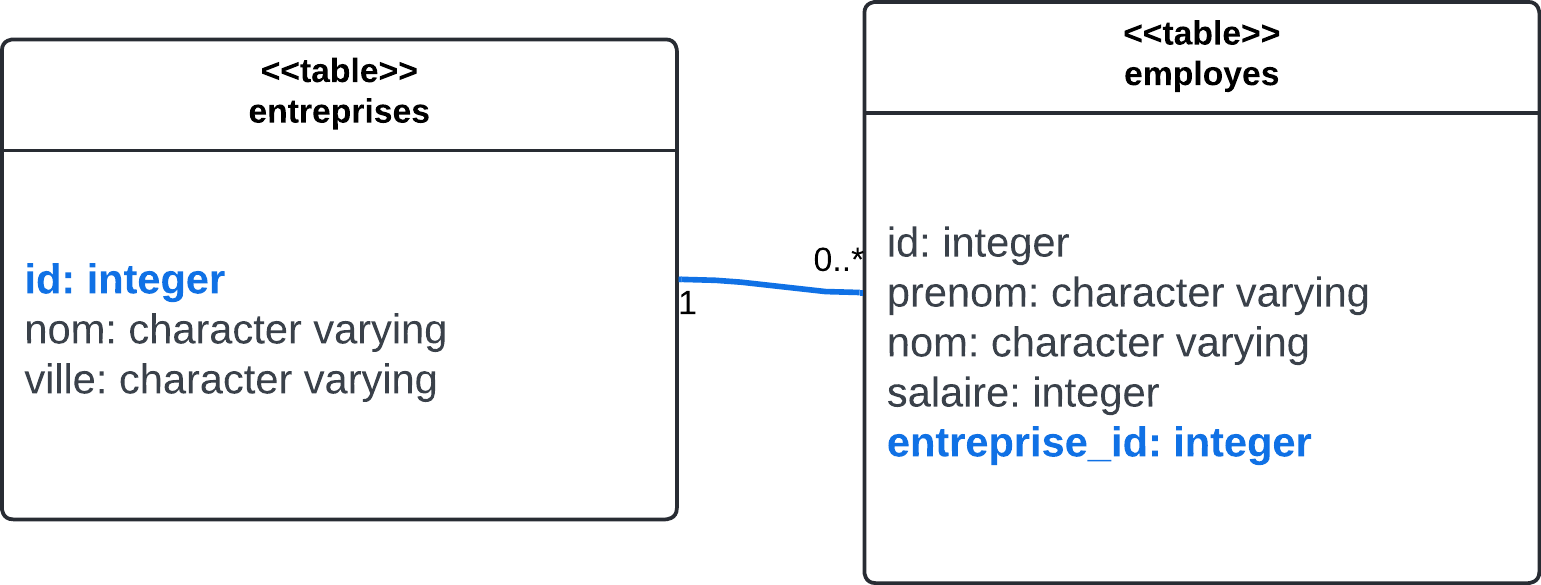 <<table>>
entreprises
id: integer
nom: character varying
ville: character varying
1
0..*
<<table>>
employes
id: integer
prenom: character varying
nom: character varying
salaire: integer
entreprise_id: integer